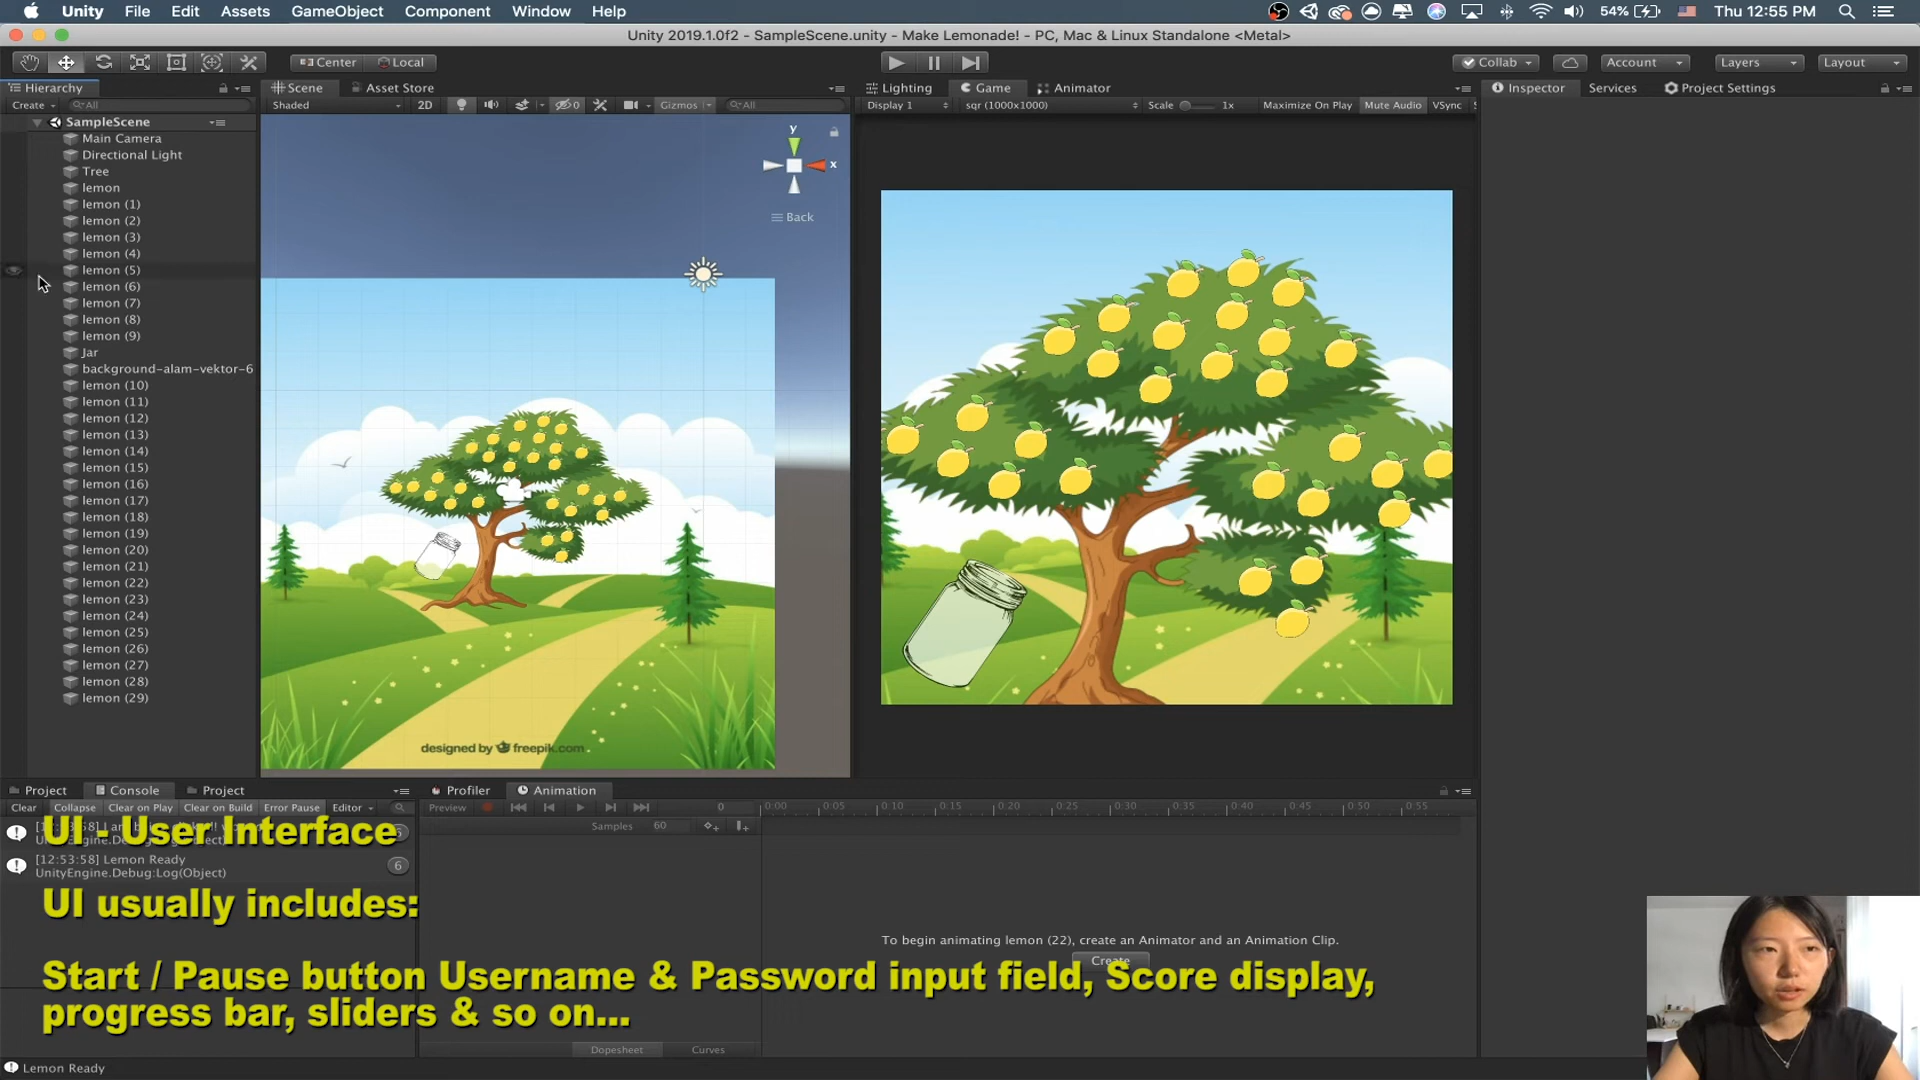 Unity File Edit Assets GameObject Component Window Help 54% Thu 12:55 PM
Unity 2019.1.0f2 - SampleScene.unity - Make Lemonade! - PC, Mac & Linux Standalone <Metal>
Center Local Collab Account Layers Layout
Hierarchy Scene Asset Store Lighting Game Animator Inspector Services Project Settings
Create All Shaded 2D 0 Gizmos All Display 1 sqr (1000x1000) Scale 1x Maximize On Play Mute Audio VSync
SampleScene
Main Camera
Directional Light
Tree
lemon
lemon (1)
lemon (2)
lemon (3)
lemon (4)
lemon (5)
lemon (6)
lemon (7)
lemon (8)
lemon (9)
Jar
background-alam-vektor-6
lemon (10)
lemon (11)
lemon (12)
lemon (13)
lemon (14)
lemon (15)
lemon (16)
lemon (17)
lemon (18)
lemon (19)
lemon (20)
lemon (21)
lemon (22)
lemon (23)
lemon (24)
lemon (25)
lemon (26)
lemon (27)
lemon (28)
lemon (29)
y
x
Back
designed by freepik.com
Project Console Project Profiler Animation
Clear Collapse Clear on Play Clear on Build Error Pause Editor Preview 0 0:00 0:05 0:10 0:15 0:20 0:25 0:30 0:35 0:40 0:45 0:50 0:55
Samples 60
UI - User Interface
[12:53:58] Lemon Ready
UnityEngine.Debug:Log(Object)
6
UI usually includes:
To begin animating lemon (22), create an Animator and an Animation Clip.
Create
Start / Pause button Username & Password input field, Score display,
progress bar, sliders & so on...
Dopesheet Curves
Lemon Ready